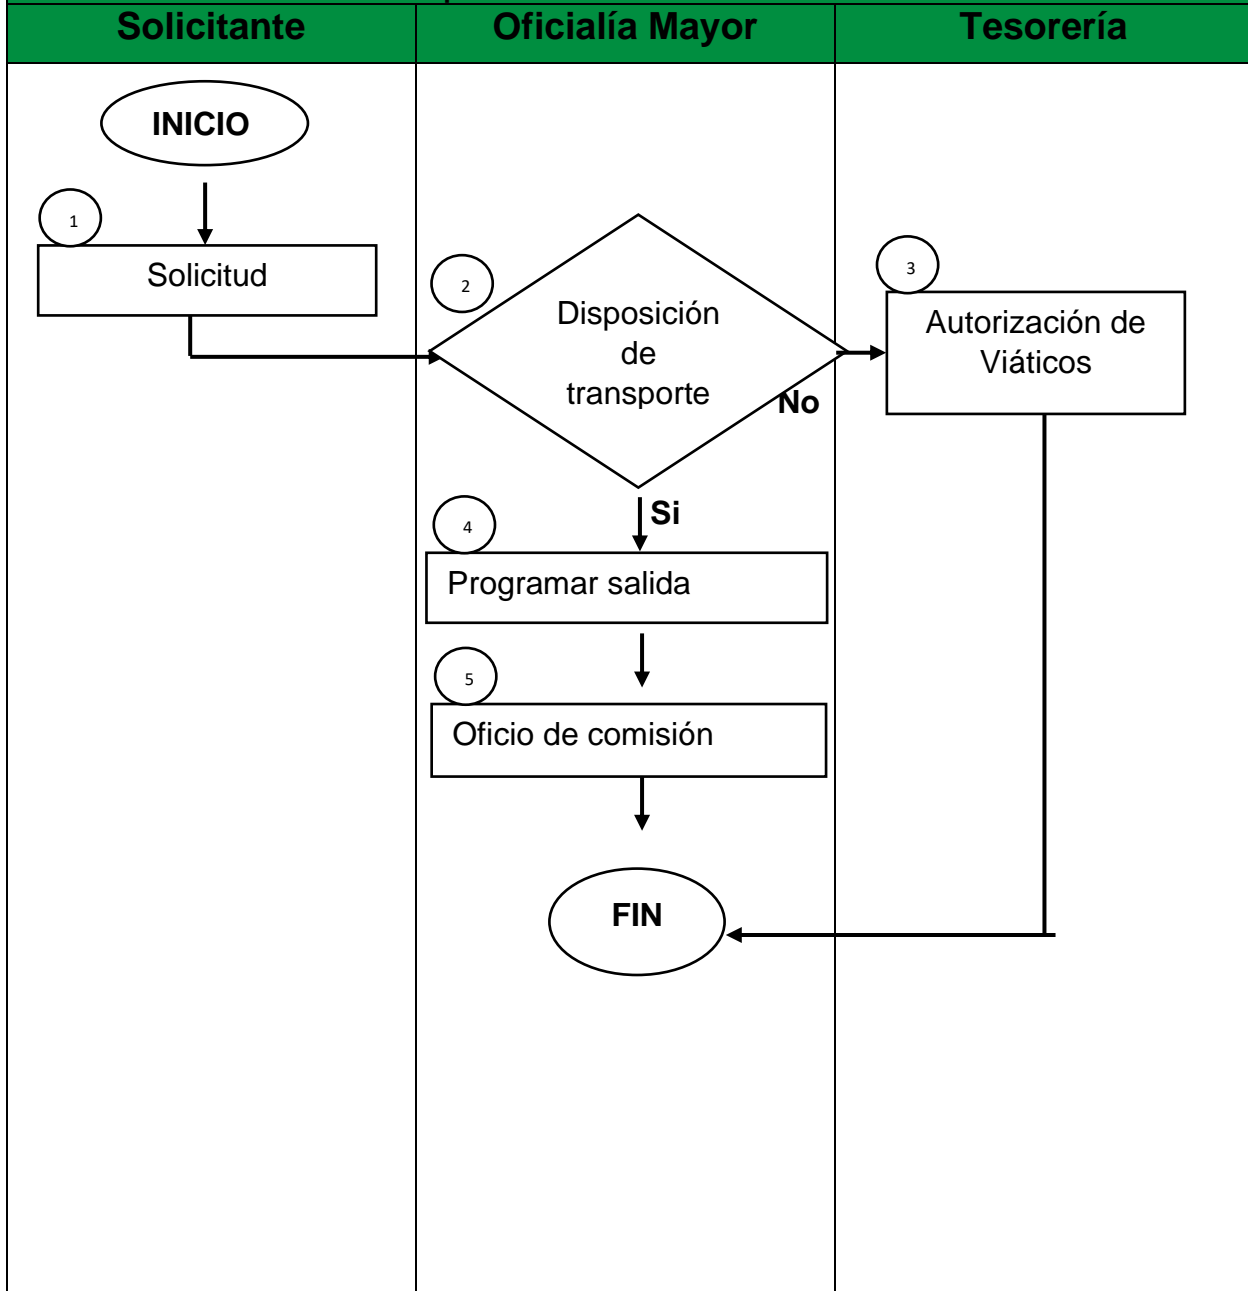 Solicitante
Oficialía Mayor
Tesorería
INICIO
1
Solicitud
2
Disposición
de
transporte
No
3
Autorización de
Viáticos
Si
4
Programar salida
5
Oficio de comisión
FIN